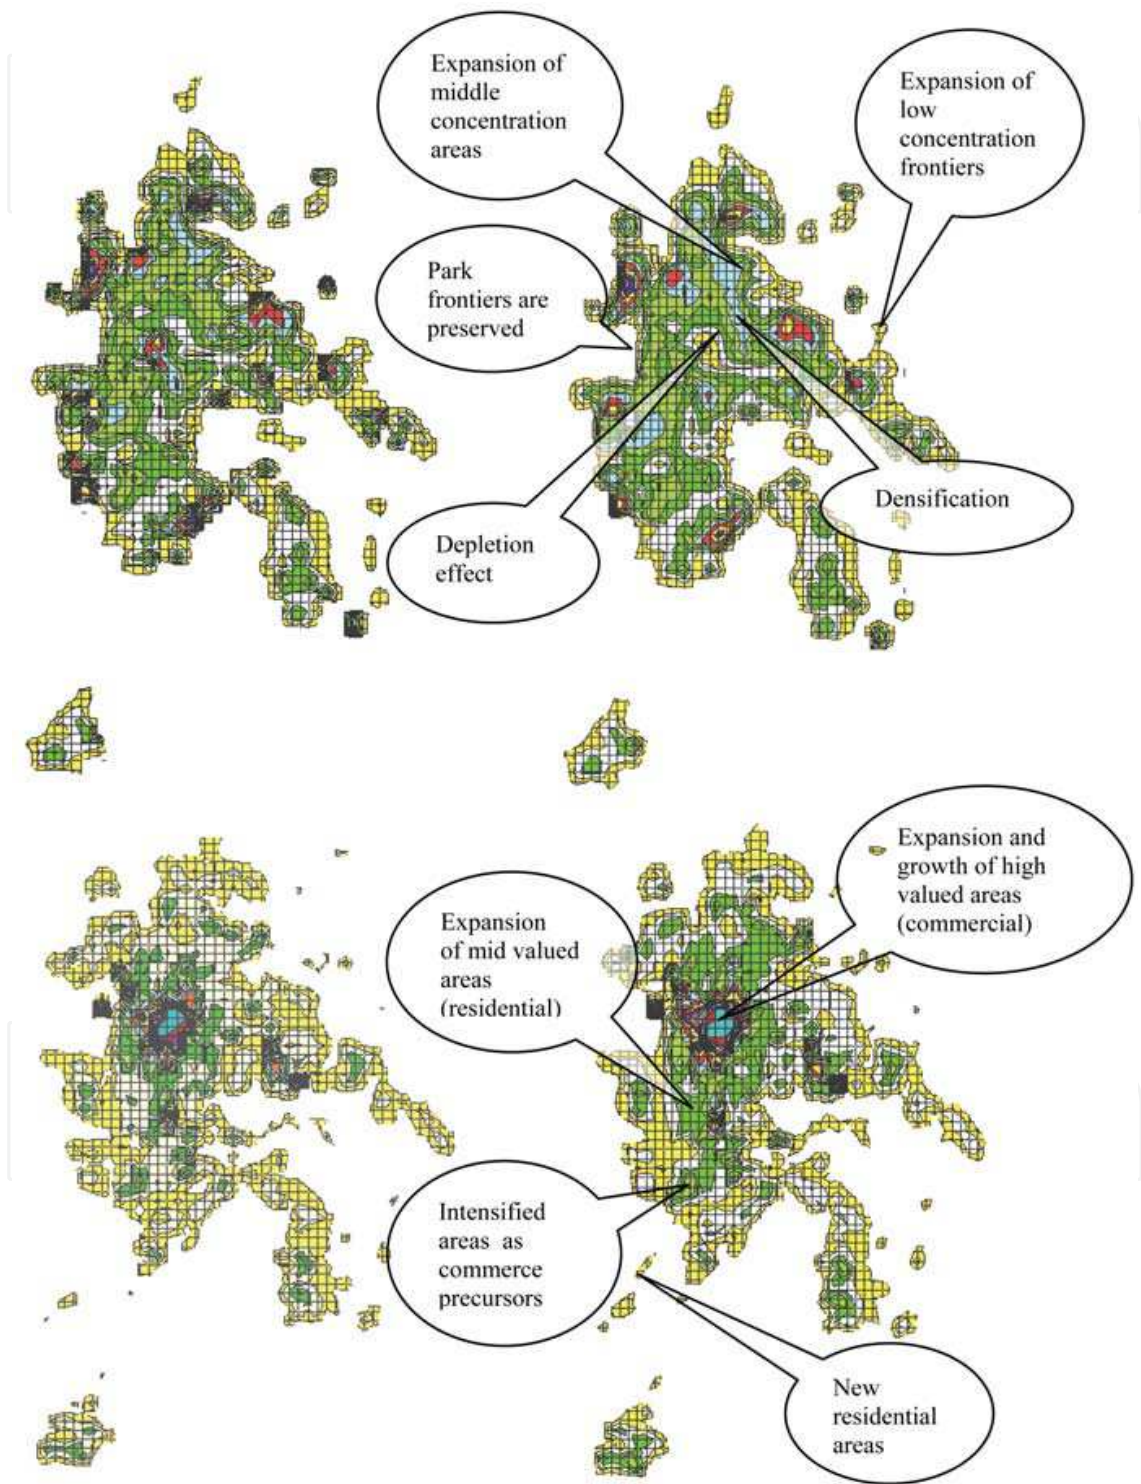 Expansion of
middle
concentration
areas
Expansion of
low
concentration
frontiers
Park
frontiers are
preserved
Densification
Depletion
effect
Expansion and
growth of high
valued areas
(commercial)
Expansion
of mid valued
areas
(residential)
Intensified
areas as
commerce
precursors
New
residential
areas